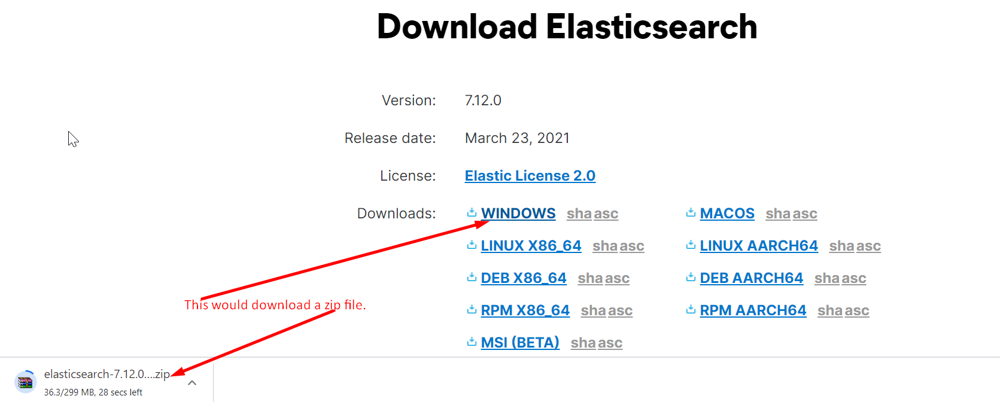 Download Elasticsearch
Version: 7.12.0
Release date: March 23, 2021
License: Elastic License 2.0
Downloads: WINDOWS sha asc MACOS sha asc
LINUX X86_64 sha asc LINUX AARCH64 sha asc
DEB X86_64 sha asc DEB AARCH64 sha asc
This would download a zip file.
RPM X86_64 sha asc RPM AARCH64 sha asc
MSI (BETA) sha asc
elasticsearch-7.12.0....zip
36.3/299 MB, 28 secs left